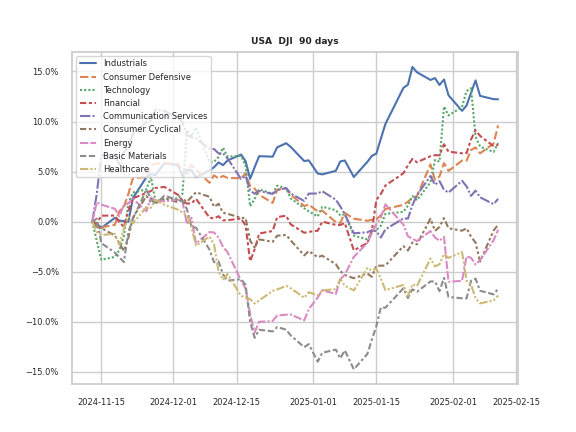 USA DJI 90 days
Industrials
Consumer Defensive
Technology
Financial
Communication Services
Consumer Cyclical
Energy
Basic Materials
Healthcare
15.0%
10.0%
5.0%
0.0%
−5.0%
−10.0%
−15.0%
2024-11-15 2024-12-01 2024-12-15 2025-01-01 2025-01-15 2025-02-01 2025-02-15